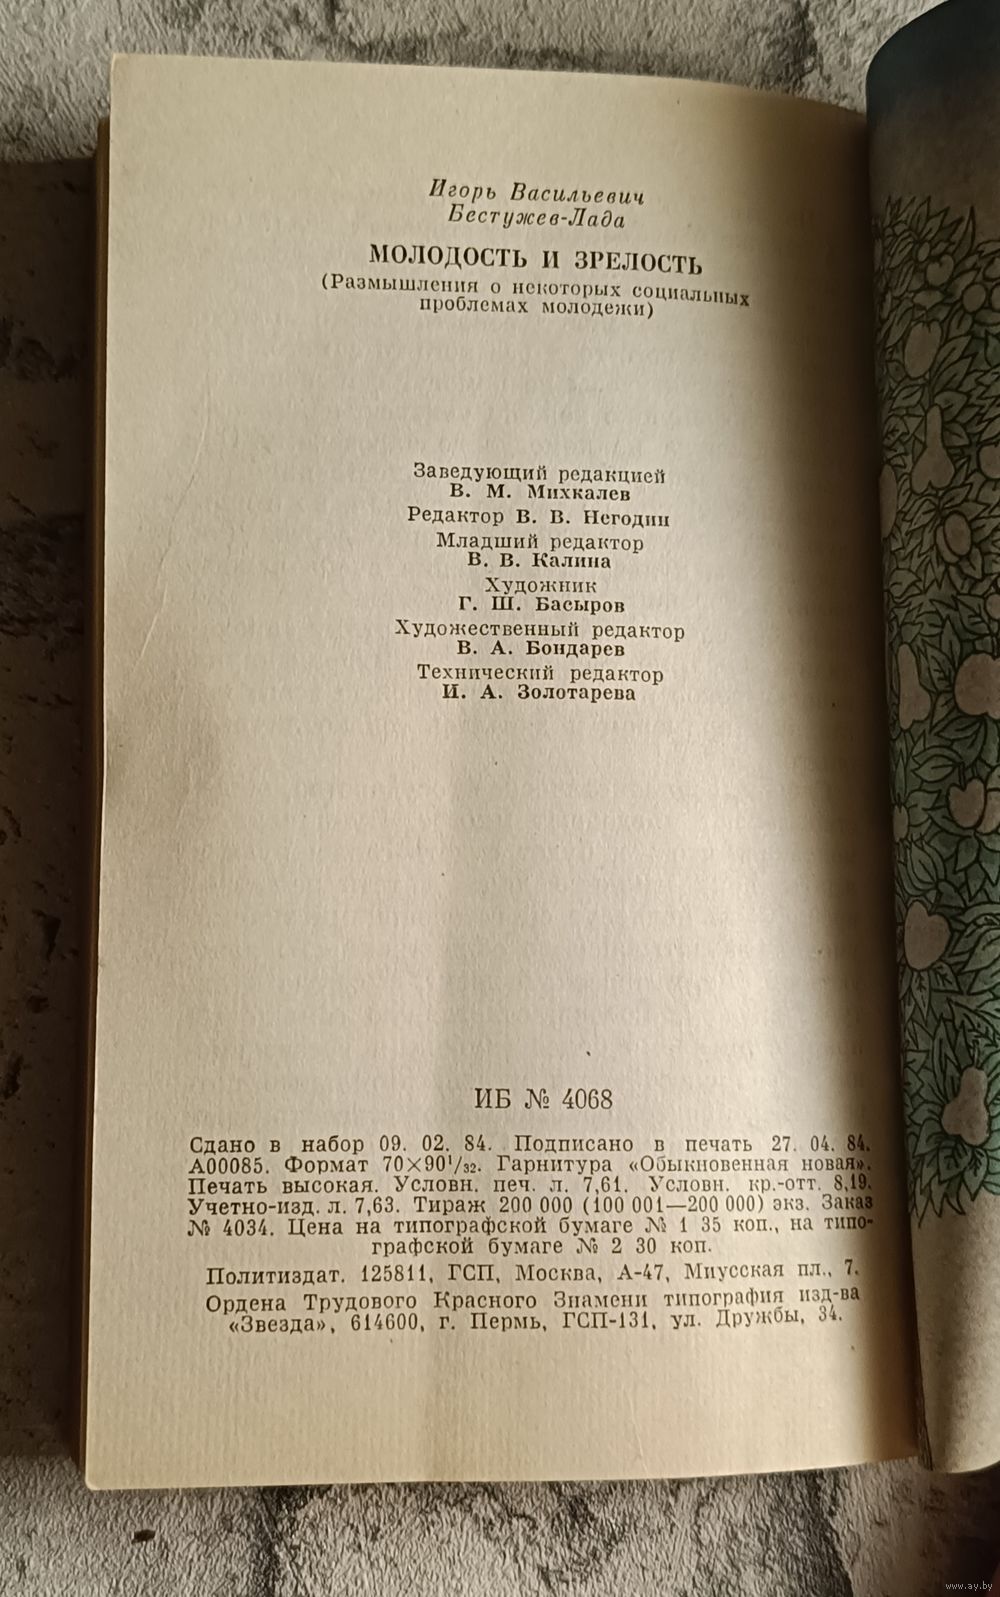 Игорь Васильевич
Бестужев-Лада
МОЛОДОСТЬ И ЗРЕЛОСТЬ
(Размышления о некоторых социальных
проблемах молодежи)
Заведующий редакцией
В. М. Михкалев
Редактор В. В. Негодин
Младший редактор
В. В. Калина
Художник
Г. Ш. Басыров
Художественный редактор
В. А. Бондарев
Технический редактор
И. А. Золотарева
ИБ № 4068
Сдано в набор 09. 02. 84. Подписано в печать 27. 04. 84.
А00085. Формат 70×90¹/₃₂. Гарнитура «Обыкновенная новая».
Печать высокая. Условн. печ. л. 7,61. Условн. кр.-отт. 8,19.
Учетно-изд. л. 7,63. Тираж 200 000 (100 001—200 000) экз. Заказ
№ 4034. Цена на типографской бумаге № 1 35 коп., на типо-
графской бумаге № 2 30 коп.
Политиздат. 125811, ГСП, Москва, А-47, Миусская пл., 7.
Ордена Трудового Красного Знамени типография изд-ва
«Звезда», 614600, г. Пермь, ГСП-131, ул. Дружбы, 34.
www.ay.by